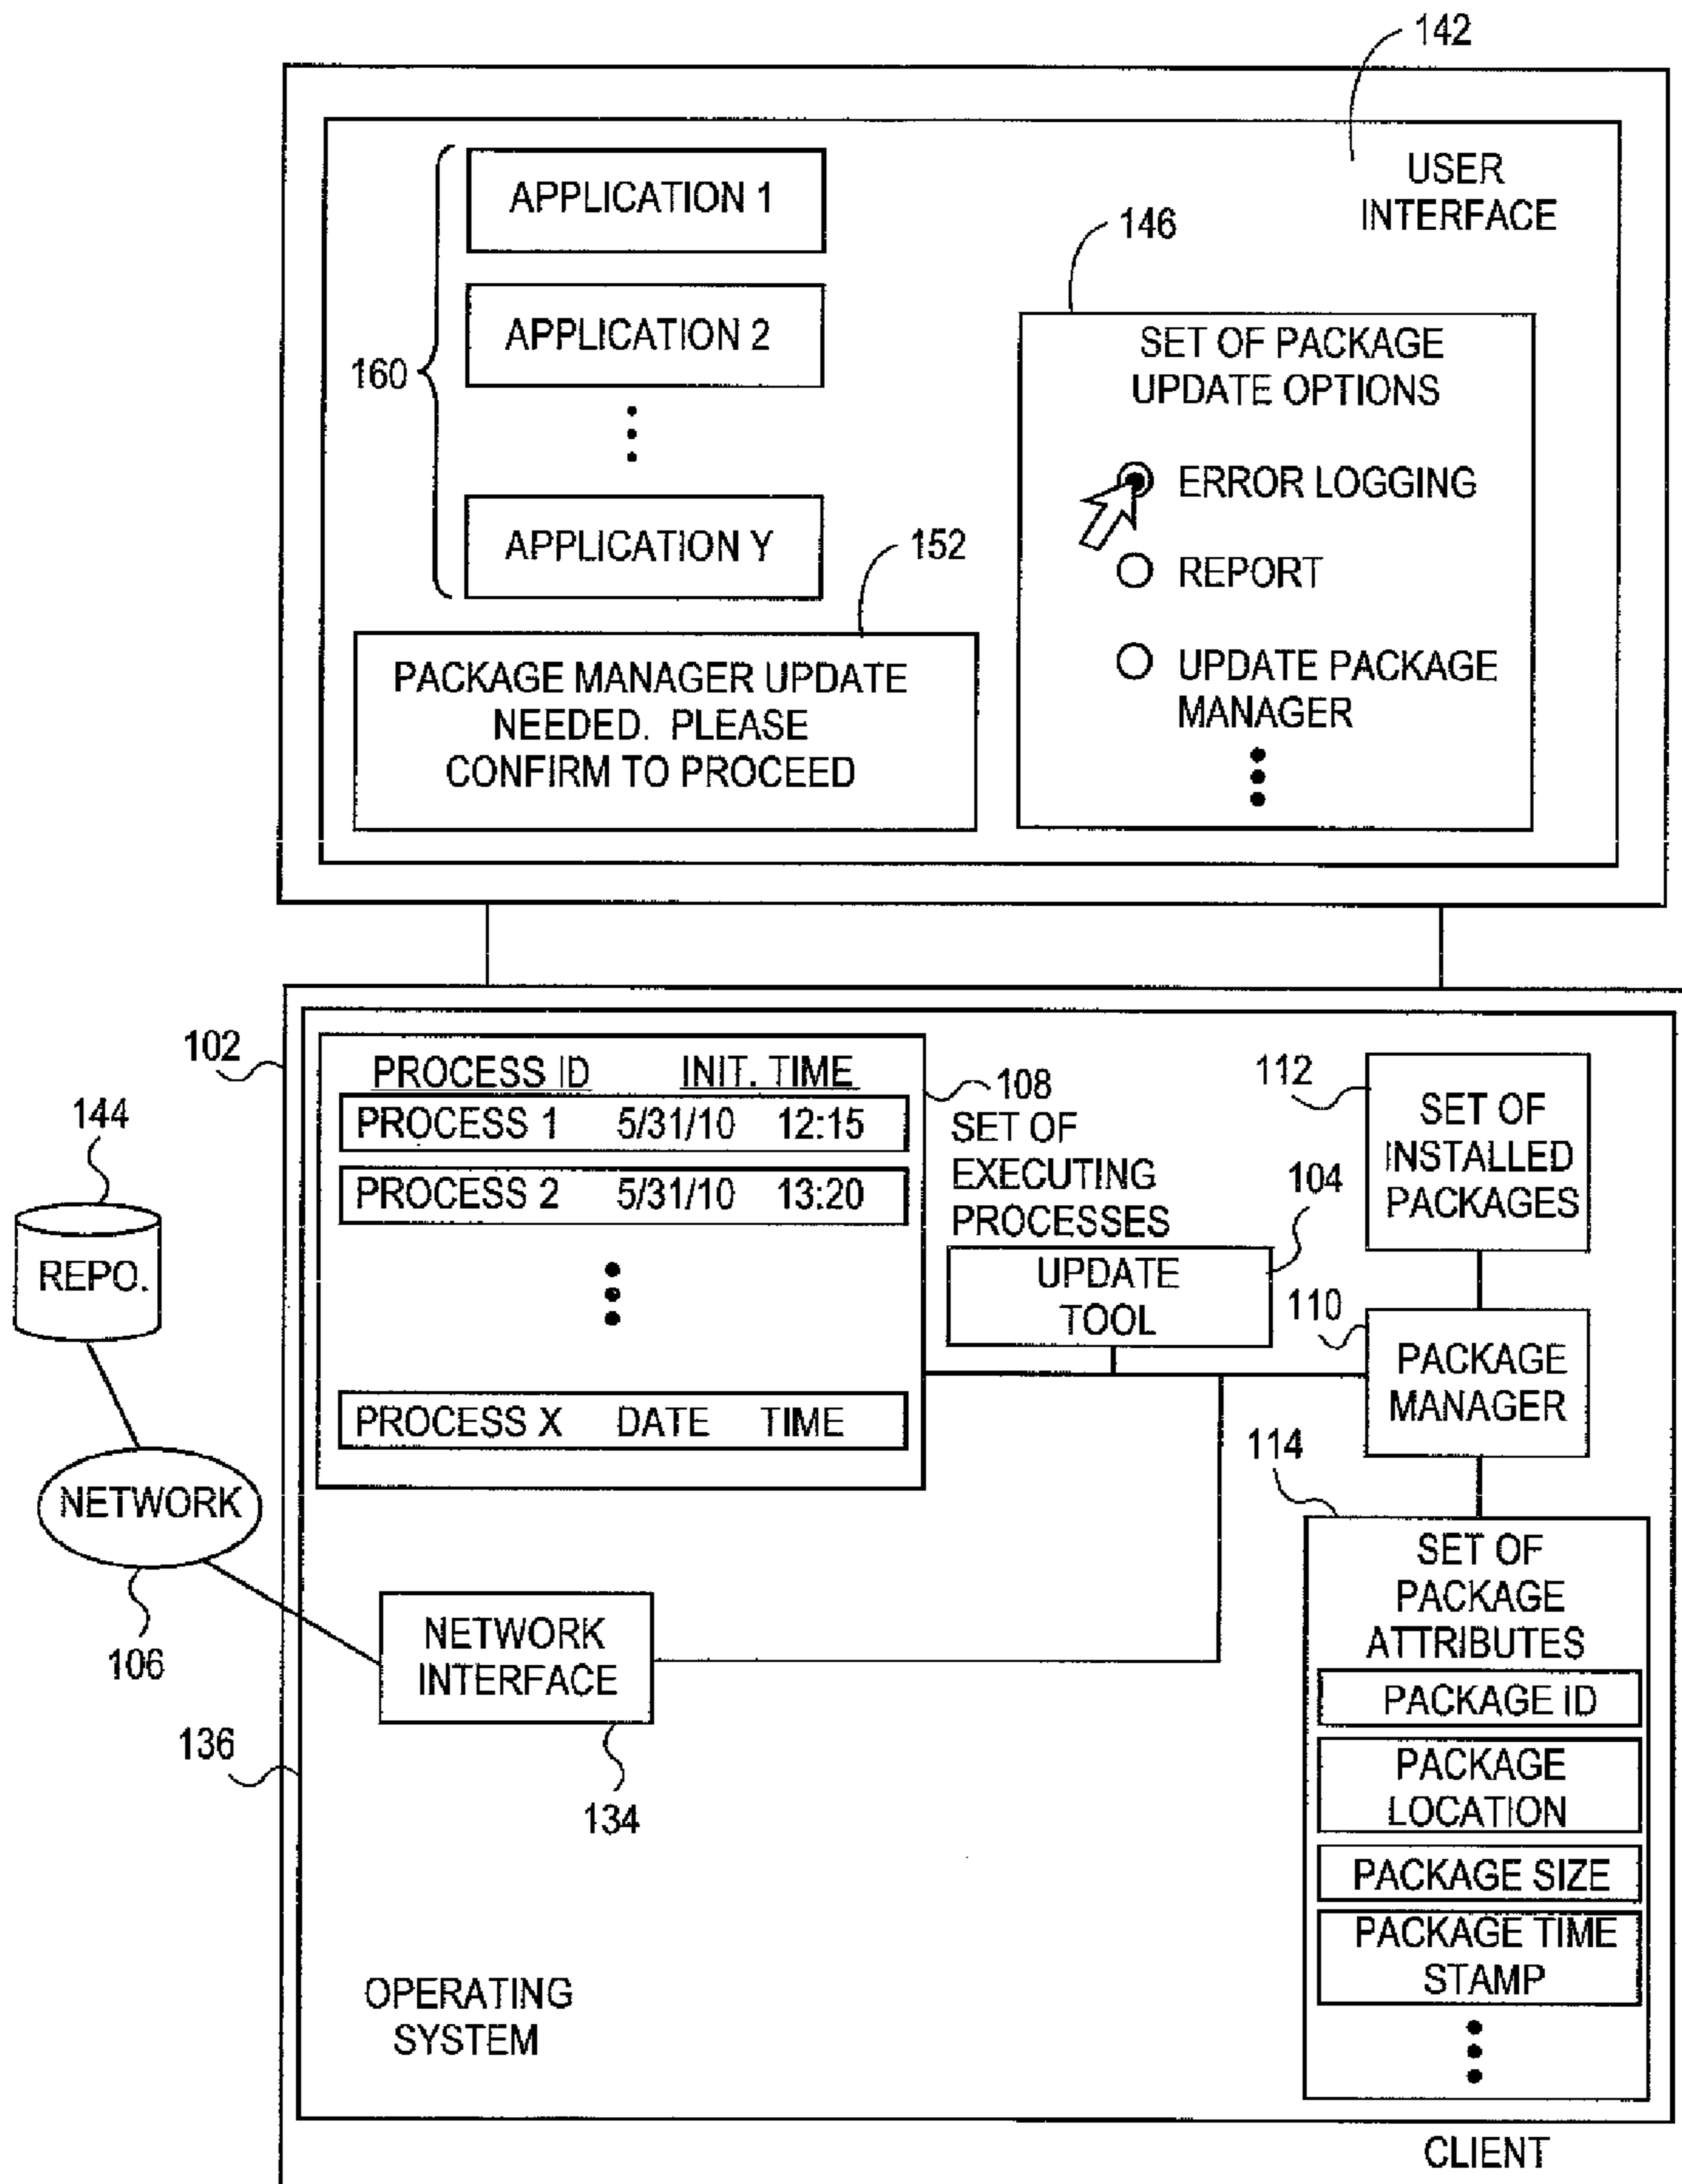 142
USER
INTERFACE
APPLICATION 1
APPLICATION 2
APPLICATION Y
160
146
SET OF PACKAGE
UPDATE OPTIONS
ERROR LOGGING
REPORT
UPDATE PACKAGE
MANAGER
152
PACKAGE MANAGER UPDATE
NEEDED. PLEASE
CONFIRM TO PROCEED
102
PROCESS ID INIT. TIME
PROCESS 1 5/31/10 12:15
PROCESS 2 5/31/10 13:20
PROCESS X DATE TIME
108
SET OF
EXECUTING
PROCESSES
104
UPDATE
TOOL
112
SET OF
INSTALLED
PACKAGES
110
PACKAGE
MANAGER
114
SET OF
PACKAGE
PACKAGE
ATTRIBUTES
PACKAGE ID
PACKAGE
LOCATION
PACKAGE SIZE
PACKAGE TIME
STAMP
144
REPO.
NETWORK
106
NETWORK
INTERFACE
134
136
OPERATING
SYSTEM
CLIENT